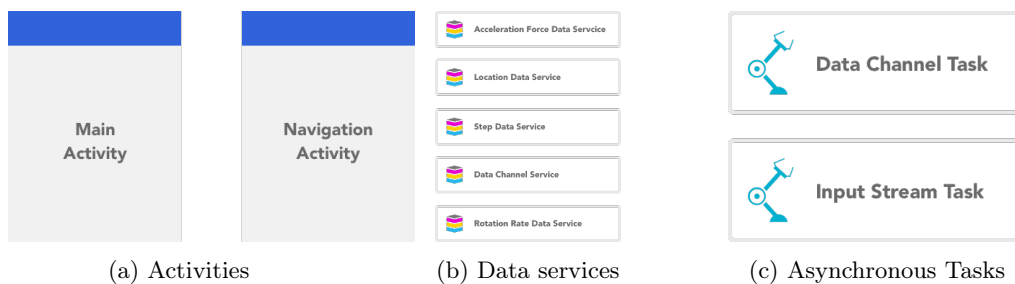 Main
Activity
Navigation
Activity
(a) Activities
Acceleration Force Data Servcice
Location Data Service
Step Data Service
Data Channel Service
Rotation Rate Data Service
(b) Data services
Data Channel Task
Input Stream Task
(c) Asynchronous Tasks